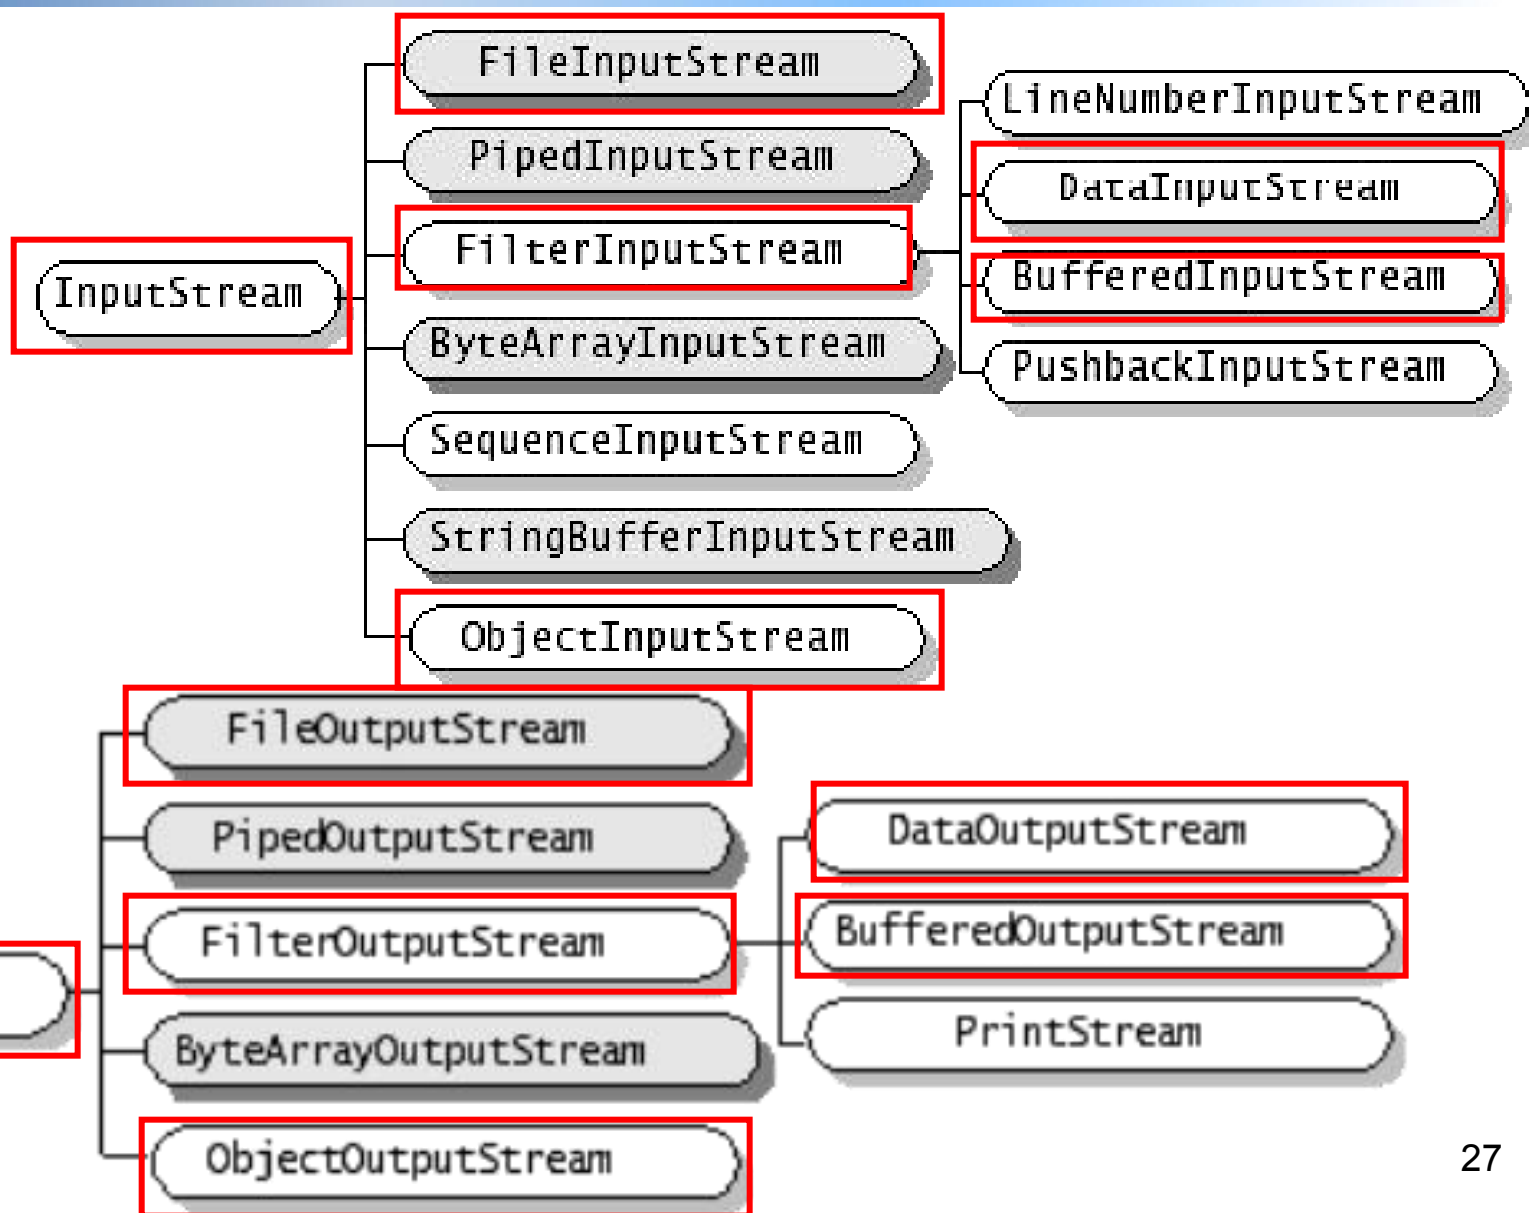 FileInputStream
LineNumberInputStream
PipedInputStream
DataInputStream
FilterInputStream
BufferedInputStream
InputStream
ByteArrayInputStream
PushbackInputStream
SequenceInputStream
StringBufferInputStream
ObjectInputStream
FileOutputStream
PipedOutputStream
DataOutputStream
FilterOutputStream
BufferedOutputStream
PrintStream
ByteArrayOutputStream
ObjectOutputStream
27